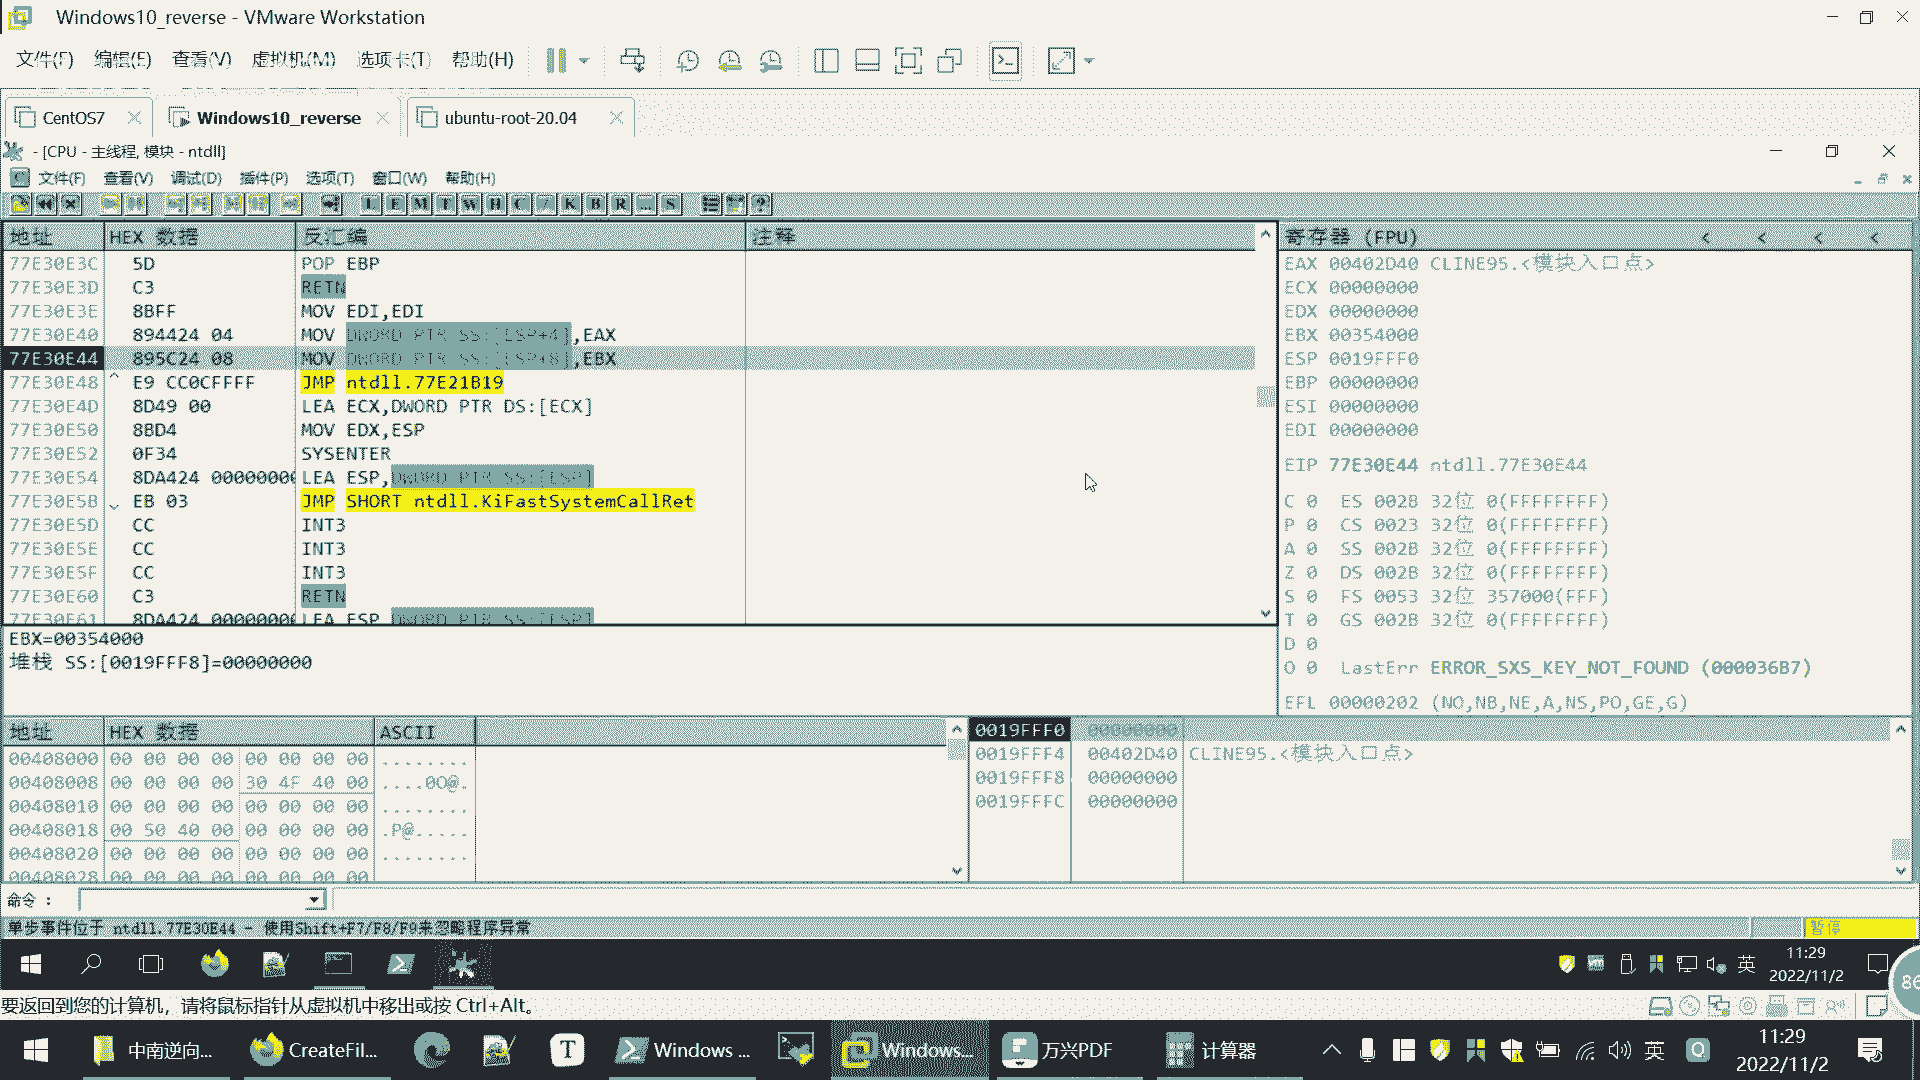 Windows10_reverse - VMware Workstation
文件(F) 编辑(E) 查看(V) 虚拟机(M) 选项卡(T) 帮助(H)
CentOS7 Windows10_reverse ubuntu-root-20.04
- [CPU - 主线程, 模块 - ntdll]
C 文件(F) 查看(V) 调试(D) 插件(P) 选项(T) 窗口(W) 帮助(H)
L E M T W H C / K B R ... S ?
地址 HEX 数据 反汇编 注释
77E30E3C 5D POP EBP
77E30E3D C3 RETN
77E30E3E 8BFF MOV EDI,EDI
77E30E40 894424 04 MOV DWORD PTR SS:[ESP+4],EAX
77E30E44 895C24 08 MOV DWORD PTR SS:[ESP+8],EBX
77E30E48 ^ E9 CC0CFFFF JMP ntdll.77E21B19
77E30E4D 8D49 00 LEA ECX,DWORD PTR DS:[ECX]
77E30E50 8BD4 MOV EDX,ESP
77E30E52 0F34 SYSENTER
77E30E54 8DA424 00000000 LEA ESP,DWORD PTR SS:[ESP]
77E30E5B EB 03 JMP SHORT ntdll.KiFastSystemCallRet
77E30E5D CC INT3
77E30E5E CC INT3
77E30E5F CC INT3
77E30E60 C3 RETN
77E30E61 8DA424 00000000 LEA ESP,DWORD PTR SS:[ESP]
EBX=00354000
堆栈 SS:[0019FFF8]=00000000
寄存器 (FPU) < < < <
EAX 00402D40 CLINE95.<模块入口点>
ECX 00000000
EDX 00000000
EBX 00354000
ESP 0019FFF0
EBP 00000000
ESI 00000000
EDI 00000000
EIP 77E30E44 ntdll.77E30E44
C 0 ES 002B 32位 0(FFFFFFFF)
P 0 CS 0023 32位 0(FFFFFFFF)
A 0 SS 002B 32位 0(FFFFFFFF)
Z 0 DS 002B 32位 0(FFFFFFFF)
S 0 FS 0053 32位 357000(FFF)
T 0 GS 002B 32位 0(FFFFFFFF)
D 0
O 0 LastErr ERROR_SXS_KEY_NOT_FOUND (000036B7)
EFL 00000202 (NO,NB,NE,A,NS,PO,GE,G)
地址 HEX 数据 ASCII
00408000 00 00 00 00 00 00 00 00 ........
00408008 00 00 00 00 30 4F 40 00 ....0O@.
00408010 00 00 00 00 00 00 00 00 ........
00408018 00 50 40 00 00 00 00 00 .P@.....
00408020 00 00 00 00 00 00 00 00 ........
00408028 00 00 00 00 00 00 00 00
0019FFF0 00000000
0019FFF4 00402D40 CLINE95.<模块入口点>
0019FFF8 00000000
0019FFFC 00000000
命令 :
单步事件位于 ntdll.77E30E44 - 使用Shift+F7/F8/F9来忽略程序异常 暂停
英 11:29
2022/11/2
86
要返回到您的计算机，请将鼠标指针从虚拟机中移出或按 Ctrl+Alt。
中南逆向... CreateFil... T Windows ... Windows... 万兴PDF 计算器 英 Q 11:29
2022/11/2